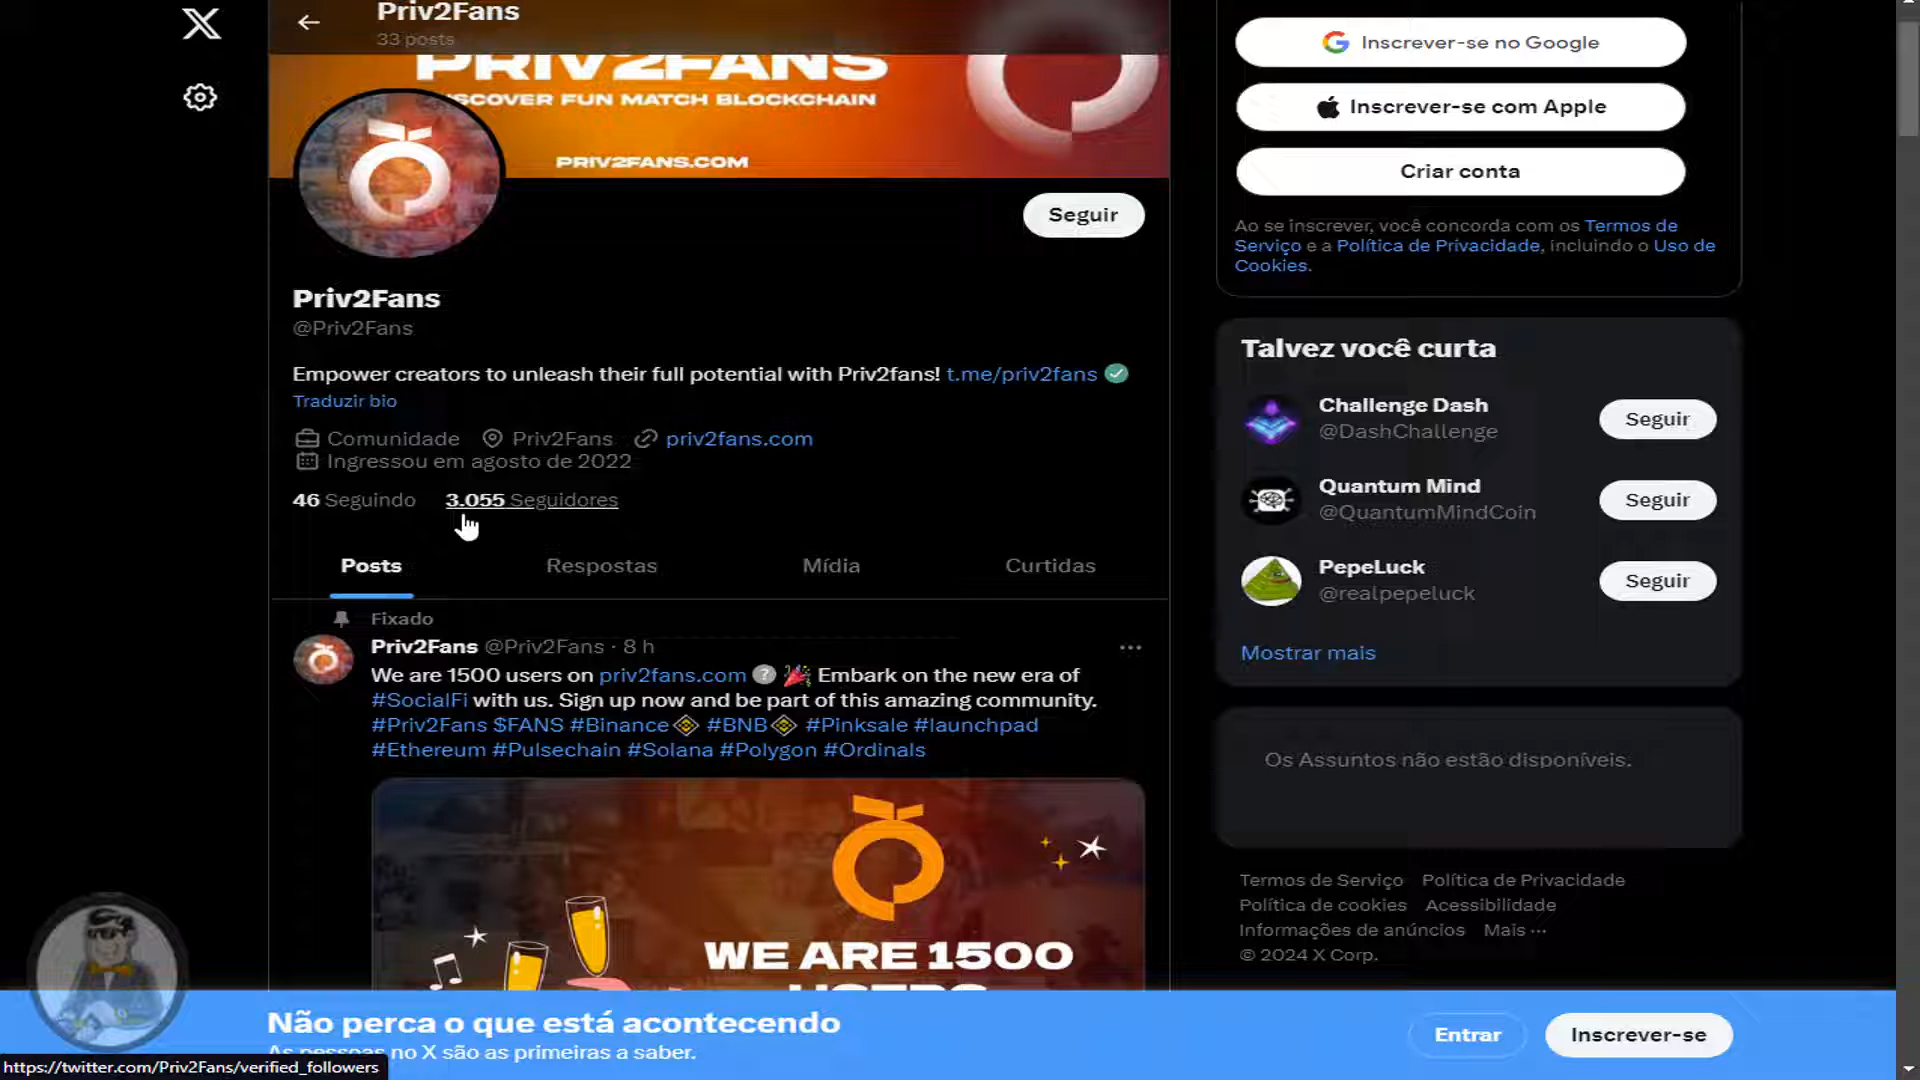 Priv2Fans
33 posts
PRIV2FANS
DISCOVER FUN MATCH BLOCKCHAIN
PRIV2FANS.COM
Seguir
Priv2Fans
@Priv2Fans
Empower creators to unleash their full potential with Priv2fans! t.me/priv2fans
Traduzir bio
Comunidade Priv2Fans priv2fans.com
Ingressou em agosto de 2022
46 Seguindo 3.055 Seguidores
Posts Respostas Mídia Curtidas
Fixado
Priv2Fans @Priv2Fans · 8 h
We are 1500 users on priv2fans.com Embark on the new era of
#SocialFi with us. Sign up now and be part of this amazing community.
#Priv2Fans $FANS #Binance #BNB #Pinksale #launchpad
#Ethereum #Pulsechain #Solana #Polygon #Ordinals
WE ARE 1500
USERS
Inscrever-se no Google
Inscrever-se com Apple
Criar conta
Ao se inscrever, você concorda com os Termos de
Serviço e a Política de Privacidade, incluindo o Uso de
Cookies.
Talvez você curta
Challenge Dash
@DashChallenge
Seguir
Quantum Mind
@QuantumMindCoin
Seguir
PepeLuck
@realpepeluck
Seguir
Mostrar mais
Os Assuntos não estão disponíveis.
Termos de Serviço Política de Privacidade
Política de cookies Acessibilidade
Informações de anúncios Mais ···
© 2024 X Corp.
Não perca o que está acontecendo
As pessoas no X são as primeiras a saber.
Entrar Inscrever-se
https://twitter.com/Priv2Fans/verified_followers